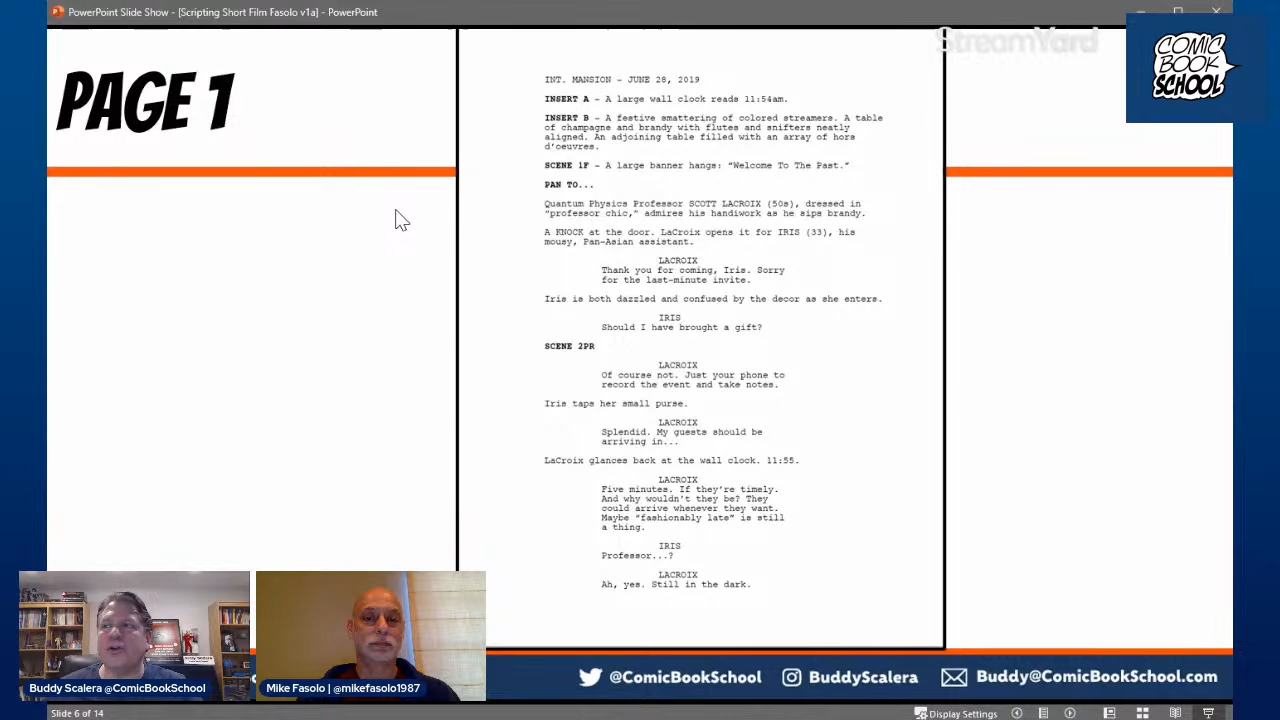 PowerPoint Slide Show - [Scripting Short Film Fasolo v1a] - PowerPoint
StreamYard
COMIC
BOOK
SCHOOL
PAGE 1
INT. MANSION - JUNE 28, 2019
INSERT A - A large wall clock reads 11:54am.
INSERT B - A festive smattering of colored streamers. A table
of champagne and brandy with flutes and snifters neatly
aligned. An adjoining table filled with an array of hors
d'oeuvres.
SCENE 1F - A large banner hangs: “Welcome To The Past.”
PAN TO...
Quantum Physics Professor SCOTT LACROIX (50s), dressed in
“professor chic,” admires his handiwork as he sips brandy.
A KNOCK at the door. LaCroix opens it for IRIS (33), his
mousy, Pan-Asian assistant.
LACROIX
Thank you for coming, Iris. Sorry
for the last-minute invite.
Iris is both dazzled and confused by the decor as she enters.
IRIS
Should I have brought a gift?
SCENE 2PR
LACROIX
Of course not. Just your phone to
record the event and take notes.
Iris taps her small purse.
LACROIX
Splendid. My guests should be
arriving in...
LaCroix glances back at the wall clock. 11:55.
LACROIX
Five minutes. If they're timely.
And why wouldn't they be? They
could arrive whenever they want.
Maybe “fashionably late” is still
a thing.
IRIS
Professor...?
LACROIX
Ah, yes. Still in the dark.
Buddy Scalera @ComicBookSchool
Mike Fasolo | @mikefasolo1987
@ComicBookSchool
BuddyScalera
Buddy@ComicBookSchool.com
Slide 6 of 14
Display Settings